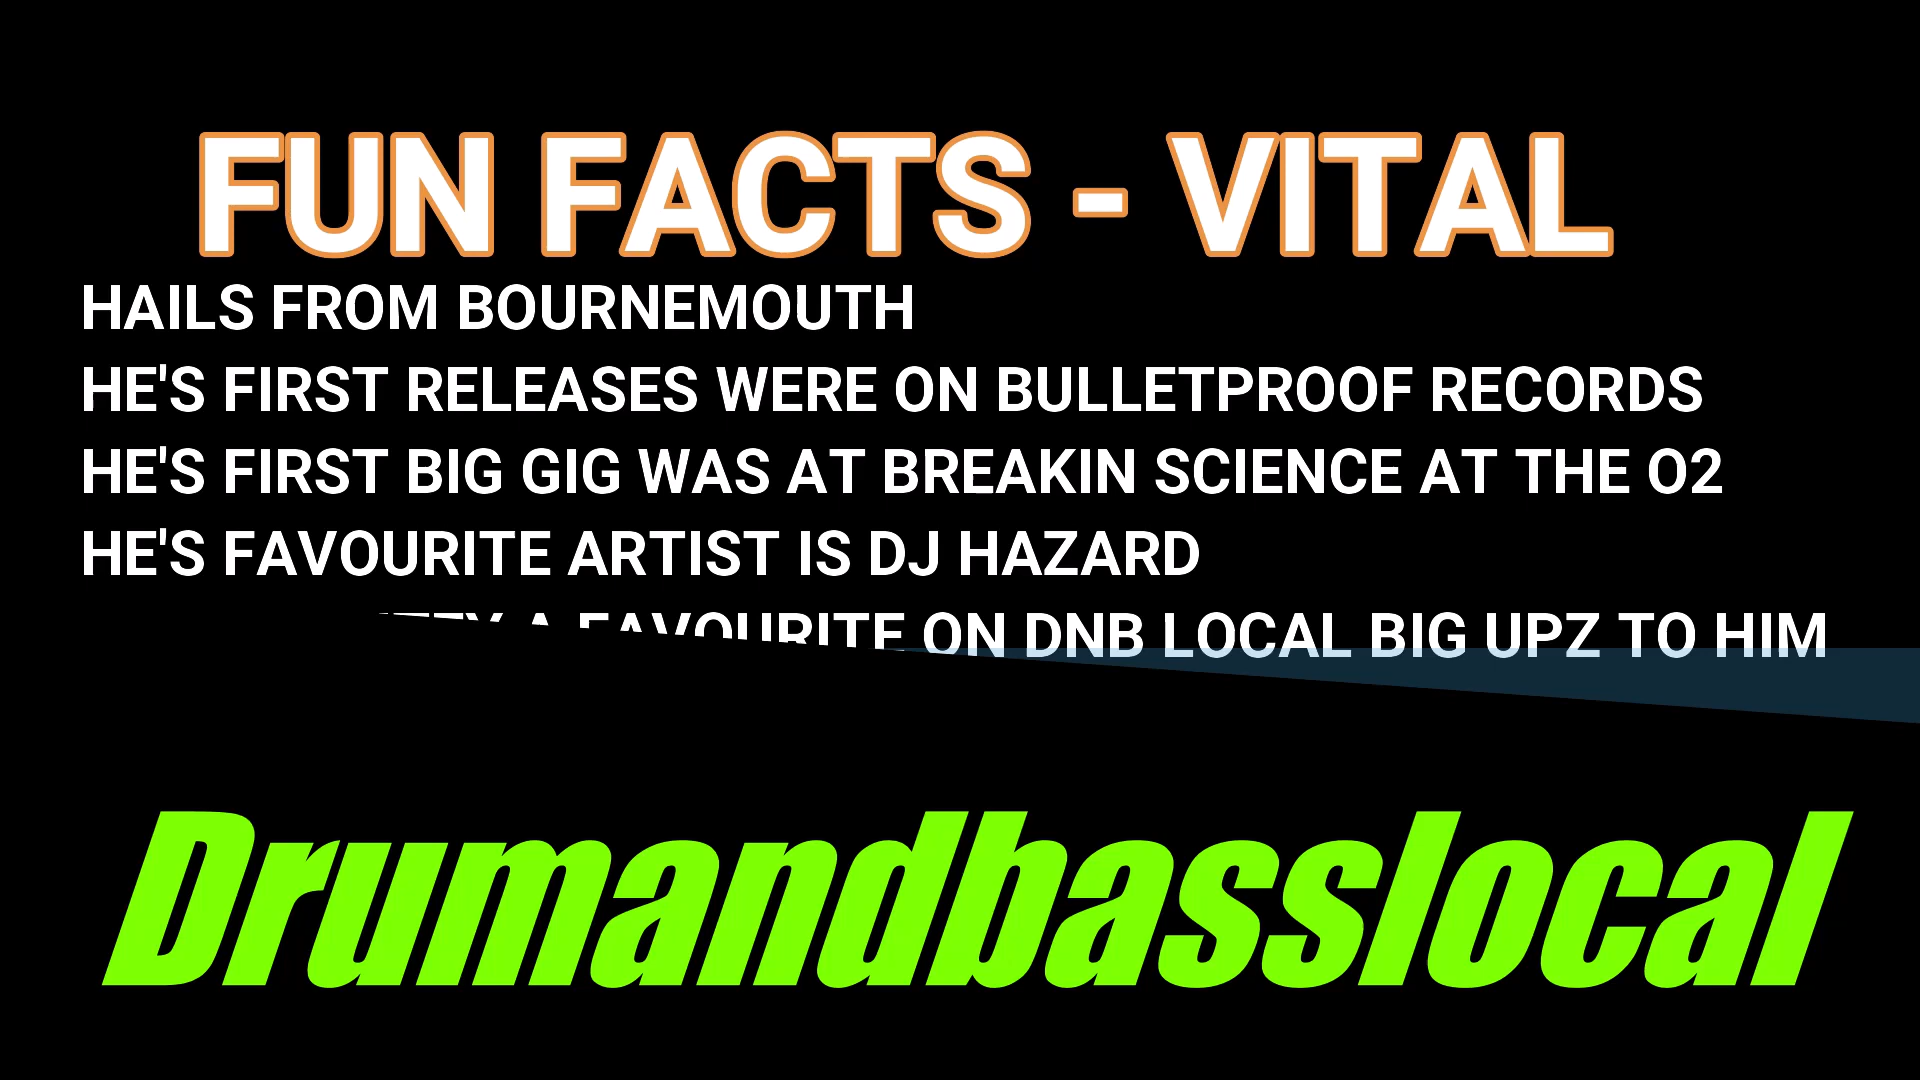 FUN FACTS - VITAL
HAILS FROM BOURNEMOUTH
HE'S FIRST RELEASES WERE ON BULLETPROOF RECORDS
HE'S FIRST BIG GIG WAS AT BREAKIN SCIENCE AT THE O2
HE'S FAVOURITE ARTIST IS DJ HAZARD
A FAVOURITE ON DNB LOCAL BIG UPZ TO HIM
Drumandbasslocal